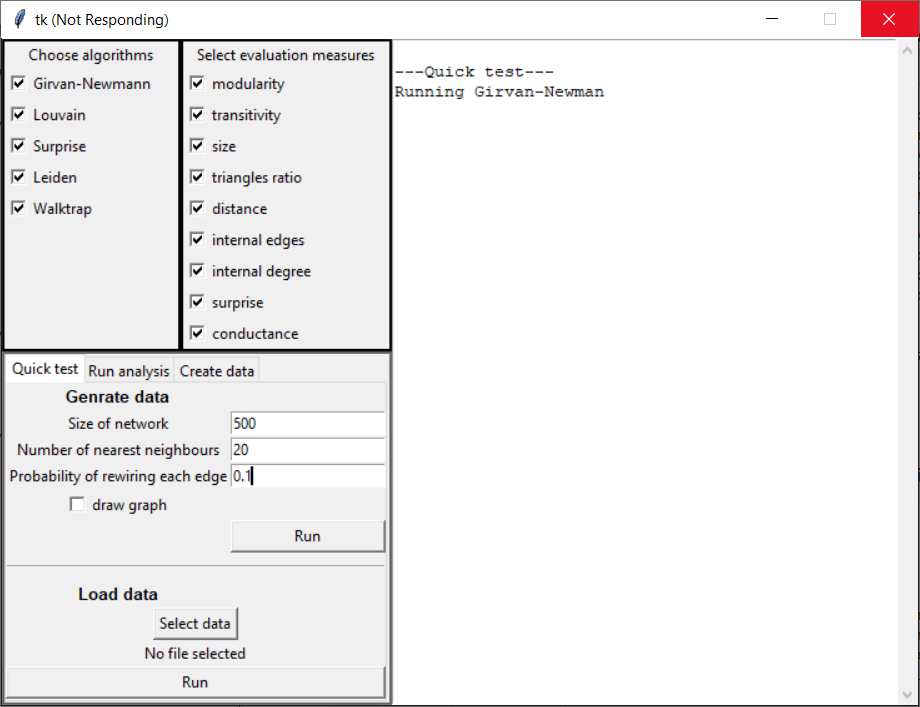 tk (Not Responding)
Choose algorithms
Girvan-Newmann
Louvain
Surprise
Leiden
Walktrap
Select evaluation measures
modularity
transitivity
size
triangles ratio
distance
internal edges
internal degree
surprise
conductance
Quick test Run analysis Create data
Genrate data
Size of network 500
Number of nearest neighbours 20
Probability of rewiring each edge 0.1
draw graph
Run
Load data
Select data
No file selected
Run
---Quick test---
Running Girvan-Newman